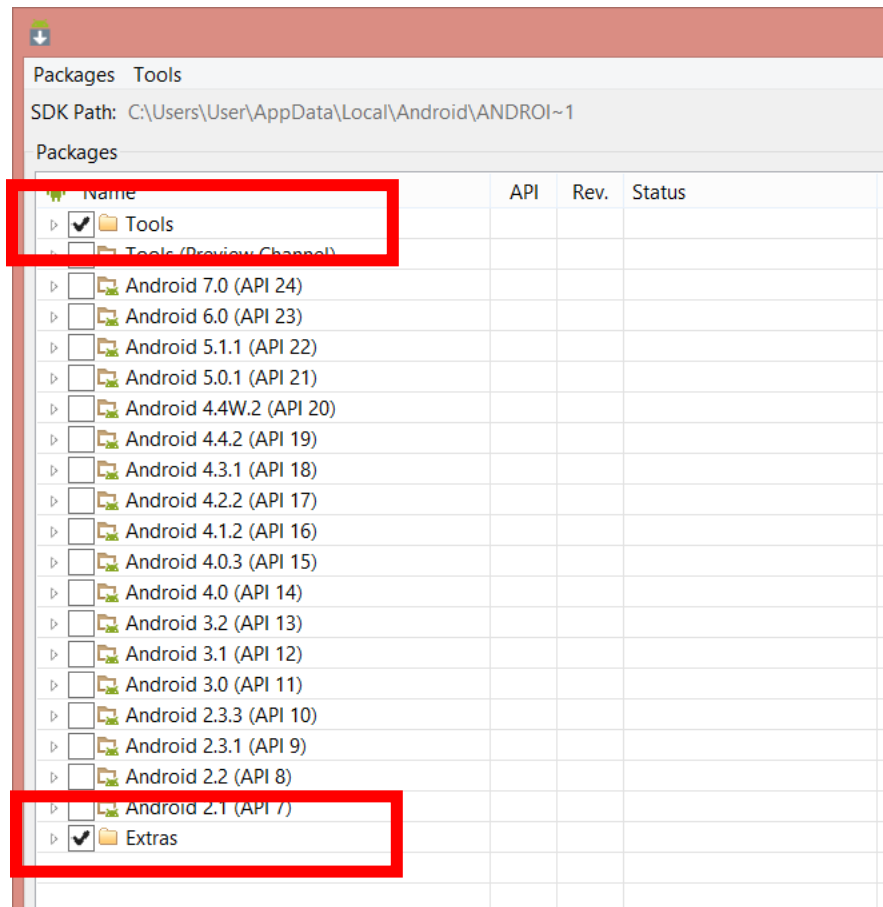 Packages Tools
SDK Path: C:\Users\User\AppData\Local\Android\ANDROI~1
Packages
Name API Rev. Status
Tools
Tools (Preview Channel)
Android 7.0 (API 24)
Android 6.0 (API 23)
Android 5.1.1 (API 22)
Android 5.0.1 (API 21)
Android 4.4W.2 (API 20)
Android 4.4.2 (API 19)
Android 4.3.1 (API 18)
Android 4.2.2 (API 17)
Android 4.1.2 (API 16)
Android 4.0.3 (API 15)
Android 4.0 (API 14)
Android 3.2 (API 13)
Android 3.1 (API 12)
Android 3.0 (API 11)
Android 2.3.3 (API 10)
Android 2.3.1 (API 9)
Android 2.2 (API 8)
Android 2.1 (API 7)
Extras